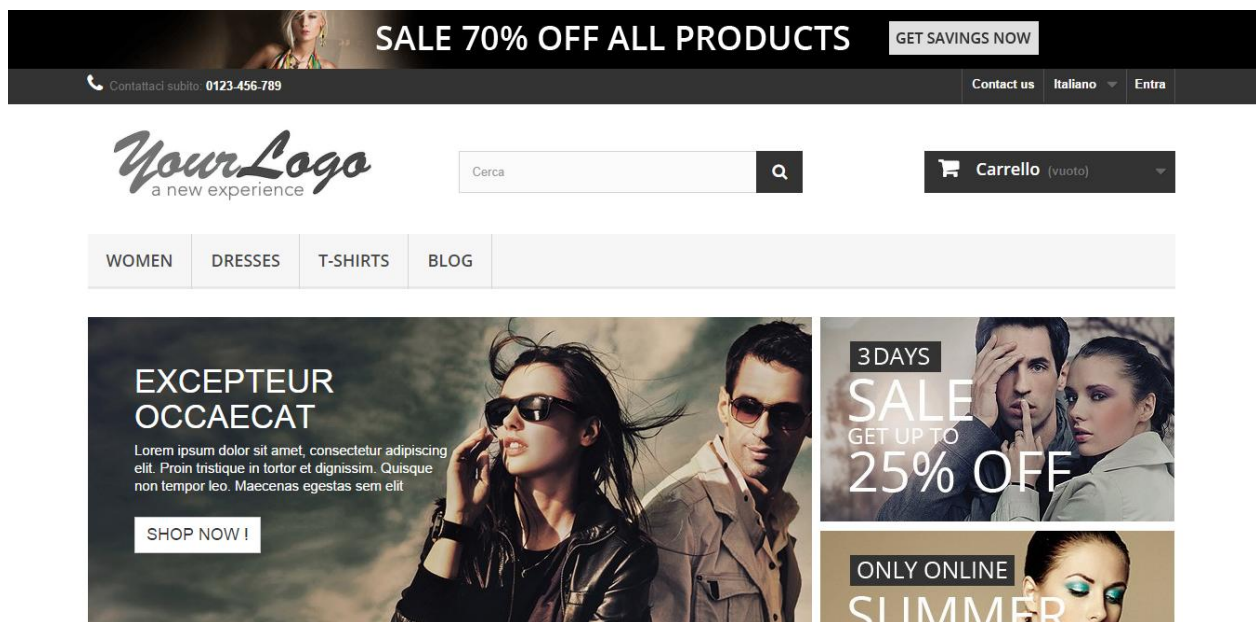 SALE 70% OFF ALL PRODUCTS
GET SAVINGS NOW
Contattaci subito: 0123-456-789
Contact us
Italiano
Entra
YourLogo
a new experience
Cerca
Carrello (vuoto)
WOMEN
DRESSES
T-SHIRTS
BLOG
EXCEPTEUR
OCCAECAT
Lorem ipsum dolor sit amet, consectetur adipiscing
elit. Proin tristique in tortor et dignissim. Quisque
non tempor leo. Maecenas egestas sem elit
SHOP NOW !
3 DAYS
SALE
GET UP TO
25% OFF
ONLY ONLINE
SUMMER